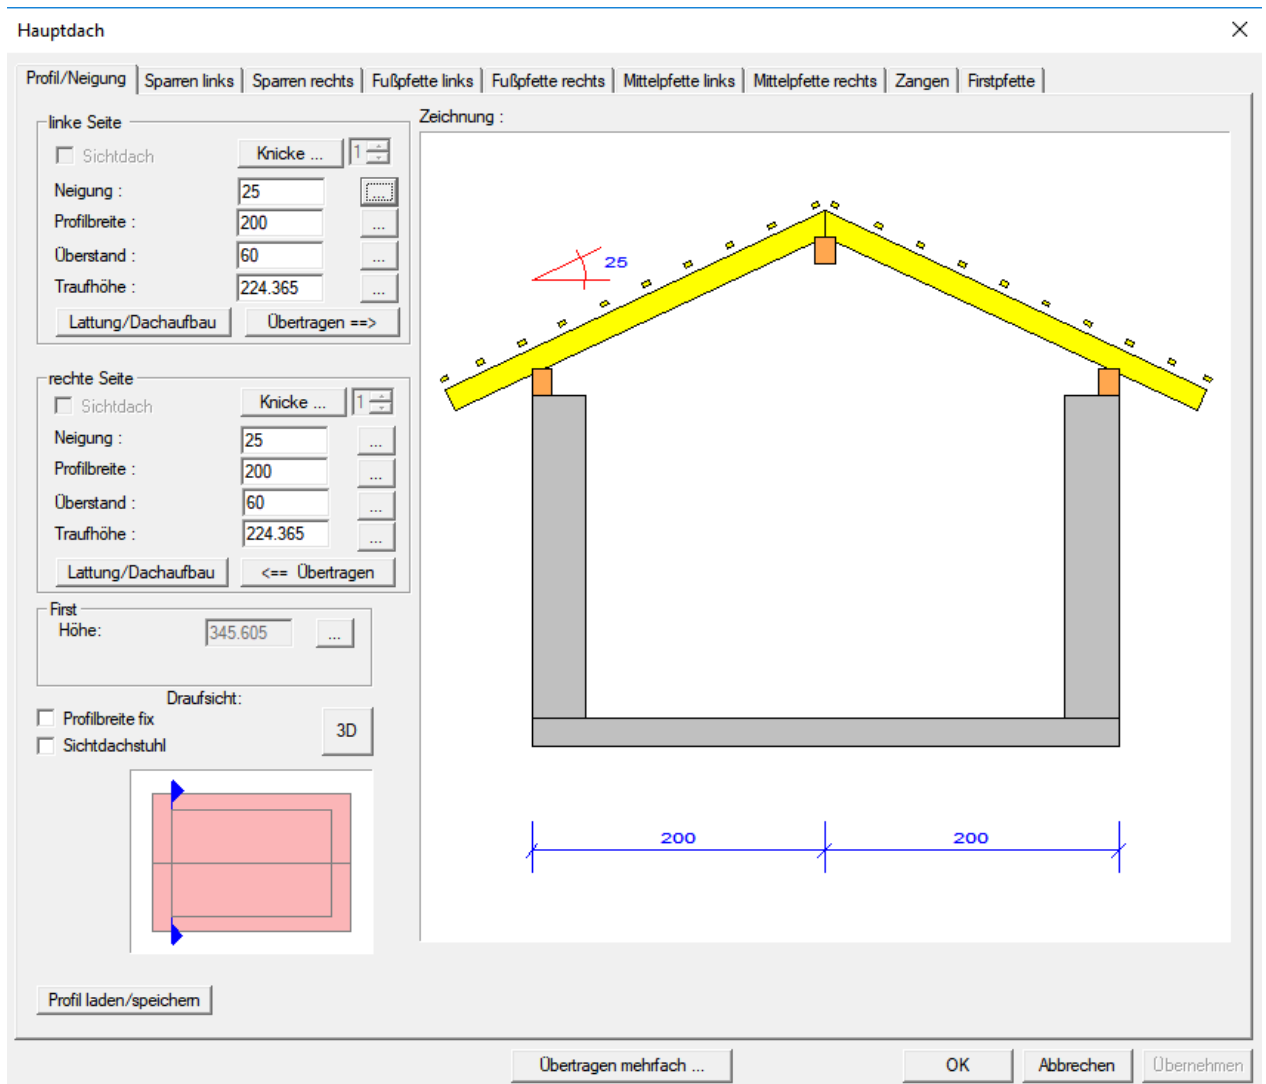 Hauptdach
Profil/Neigung Sparren links Sparren rechts Fußpfette links Fußpfette rechts Mittelpfette links Mittelpfette rechts Zangen Firstpfette
linke Seite
Sichtdach Knicke ... 1
Neigung : 25 ...
Profilbreite : 200 ...
Überstand : 60 ...
Traufhöhe : 224.365 ...
Lattung/Dachaufbau Übertragen ==>
rechte Seite
Sichtdach Knicke ... 1
Neigung : 25 ...
Profilbreite : 200 ...
Überstand : 60 ...
Traufhöhe : 224.365 ...
Lattung/Dachaufbau <== Übertragen
First
Höhe: 345.605 ...
Draufsicht:
Profilbreite fix
Sichtdachstuhl
3D
Profil laden/speichern
Zeichnung :
25
200 200
Übertragen mehrfach ... OK Abbrechen Übernehmen